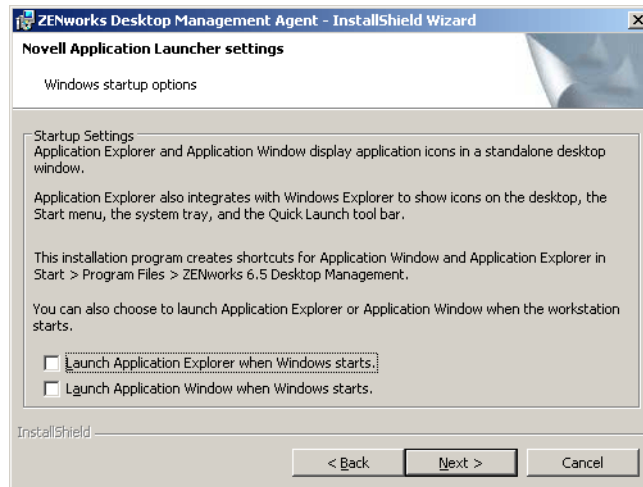 ZENworks Desktop Management Agent - InstallShield Wizard
Novell Application Launcher settings
Windows startup options
Startup Settings
Application Explorer and Application Window display application icons in a standalone desktop
window.
Application Explorer also integrates with Windows Explorer to show icons on the desktop, the
Start menu, the system tray, and the Quick Launch tool bar.
This installation program creates shortcuts for Application Window and Application Explorer in
Start > Program Files > ZENworks 6.5 Desktop Management.
You can also choose to launch Application Explorer or Application Window when the workstation
starts.
Launch Application Explorer when Windows starts.
Launch Application Window when Windows starts.
InstallShield
< Back Next > Cancel